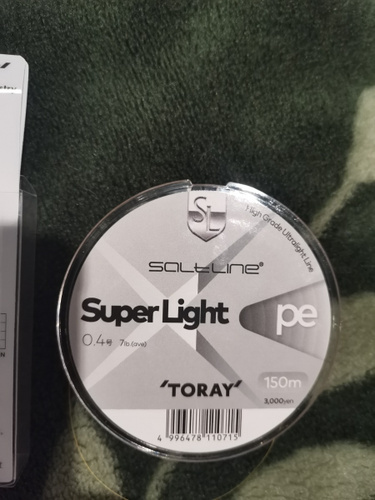 SL
High Grade Ultralight Line
SALTLINE®
Super Light
pe
0.4号 7lb.(ave)
'TORAY'
150m
3,000yen
4 996478 110715